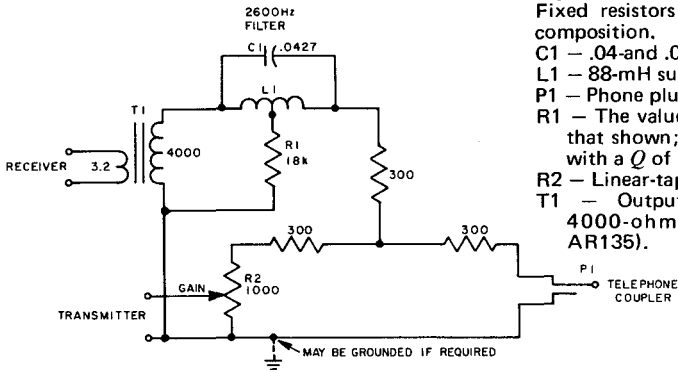 2600Hz
FILTER
C1 .0427
L1
T1
R1
18k
RECEIVER
3.2
4000
300
300
300
GAIN
R2
1000
P1
TELEPHONE
COUPLER
TRANSMITTER
MAY BE GROUNDED IF REQUIRED
Fixed resistors
composition.
C1 — .04-and .0
L1 — 88-mH su
P1 — Phone plu
R1 — The value
that shown;
with a Q of
R2 — Linear-tap
T1 — Outpu
4000-ohm
AR135).